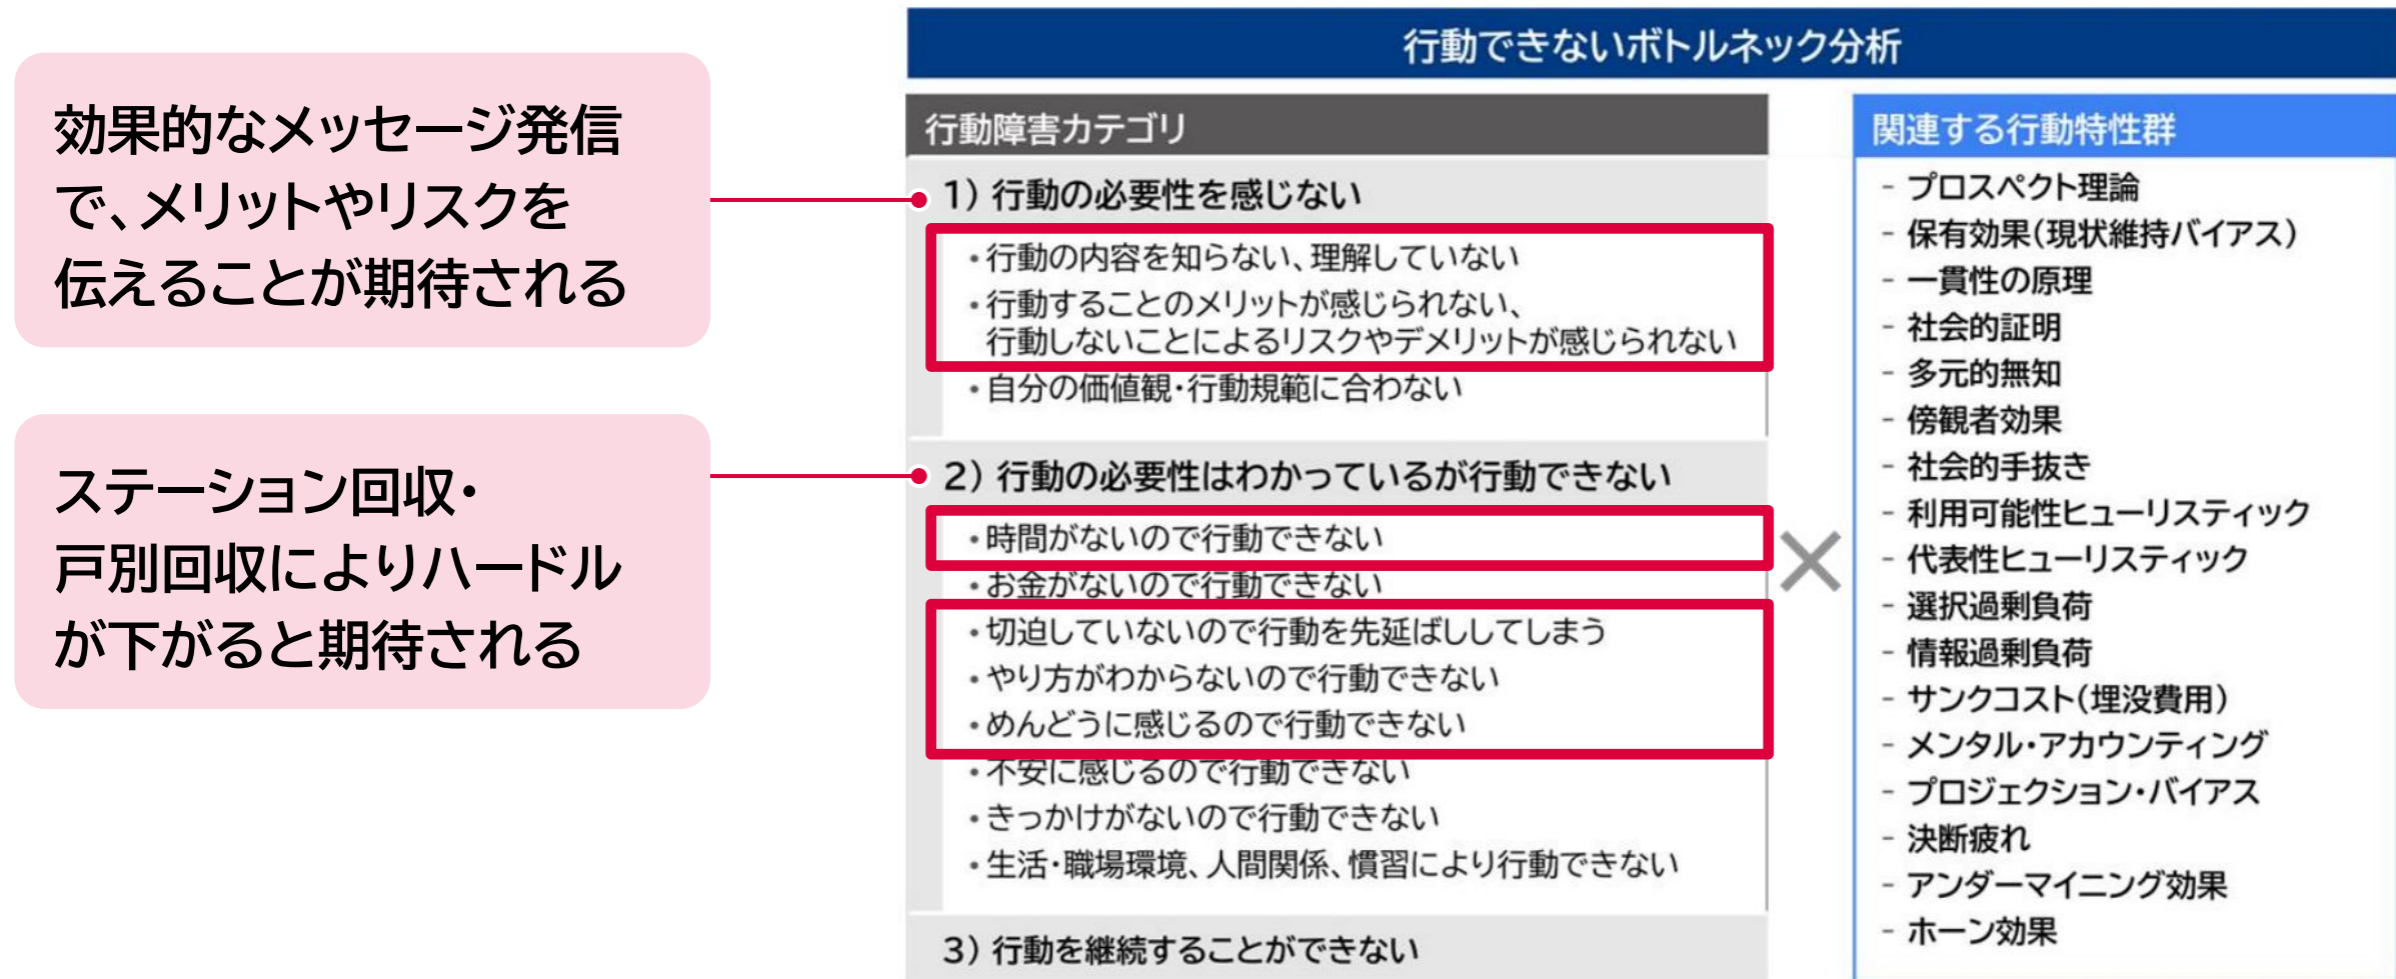 効果的なメッセージ発信
で、メリットやリスクを
伝えることが期待される
ステーション回収・
戸別回収によりハードル
が下がると期待される
行動できないボトルネック分析
行動障害カテゴリ
1）行動の必要性を感じない
・行動の内容を知らない、理解していない
・行動することのメリットが感じられない、
行動しないことによるリスクやデメリットが感じられない
・自分の価値観・行動規範に合わない
2）行動の必要性はわかっているが行動できない
・時間がないので行動できない
・お金がないので行動できない
・切迫していないので行動を先延ばししてしまう
・やり方がわからないので行動できない
・めんどうに感じるので行動できない
・不安に感じるので行動できない
・きっかけがないので行動できない
・生活・職場環境、人間関係、慣習により行動できない
3）行動を継続することができない
×
関連する行動特性群
- プロスペクト理論
- 保有効果（現状維持バイアス）
- 一貫性の原理
- 社会的証明
- 多元的無知
- 傍観者効果
- 社会的手抜き
- 利用可能性ヒューリスティック
- 代表性ヒューリスティック
- 選択過剰負荷
- 情報過剰負荷
- サンクコスト（埋没費用）
- メンタル・アカウンティング
- プロジェクション・バイアス
- 決断疲れ
- アンダーマイニング効果
- ホーン効果